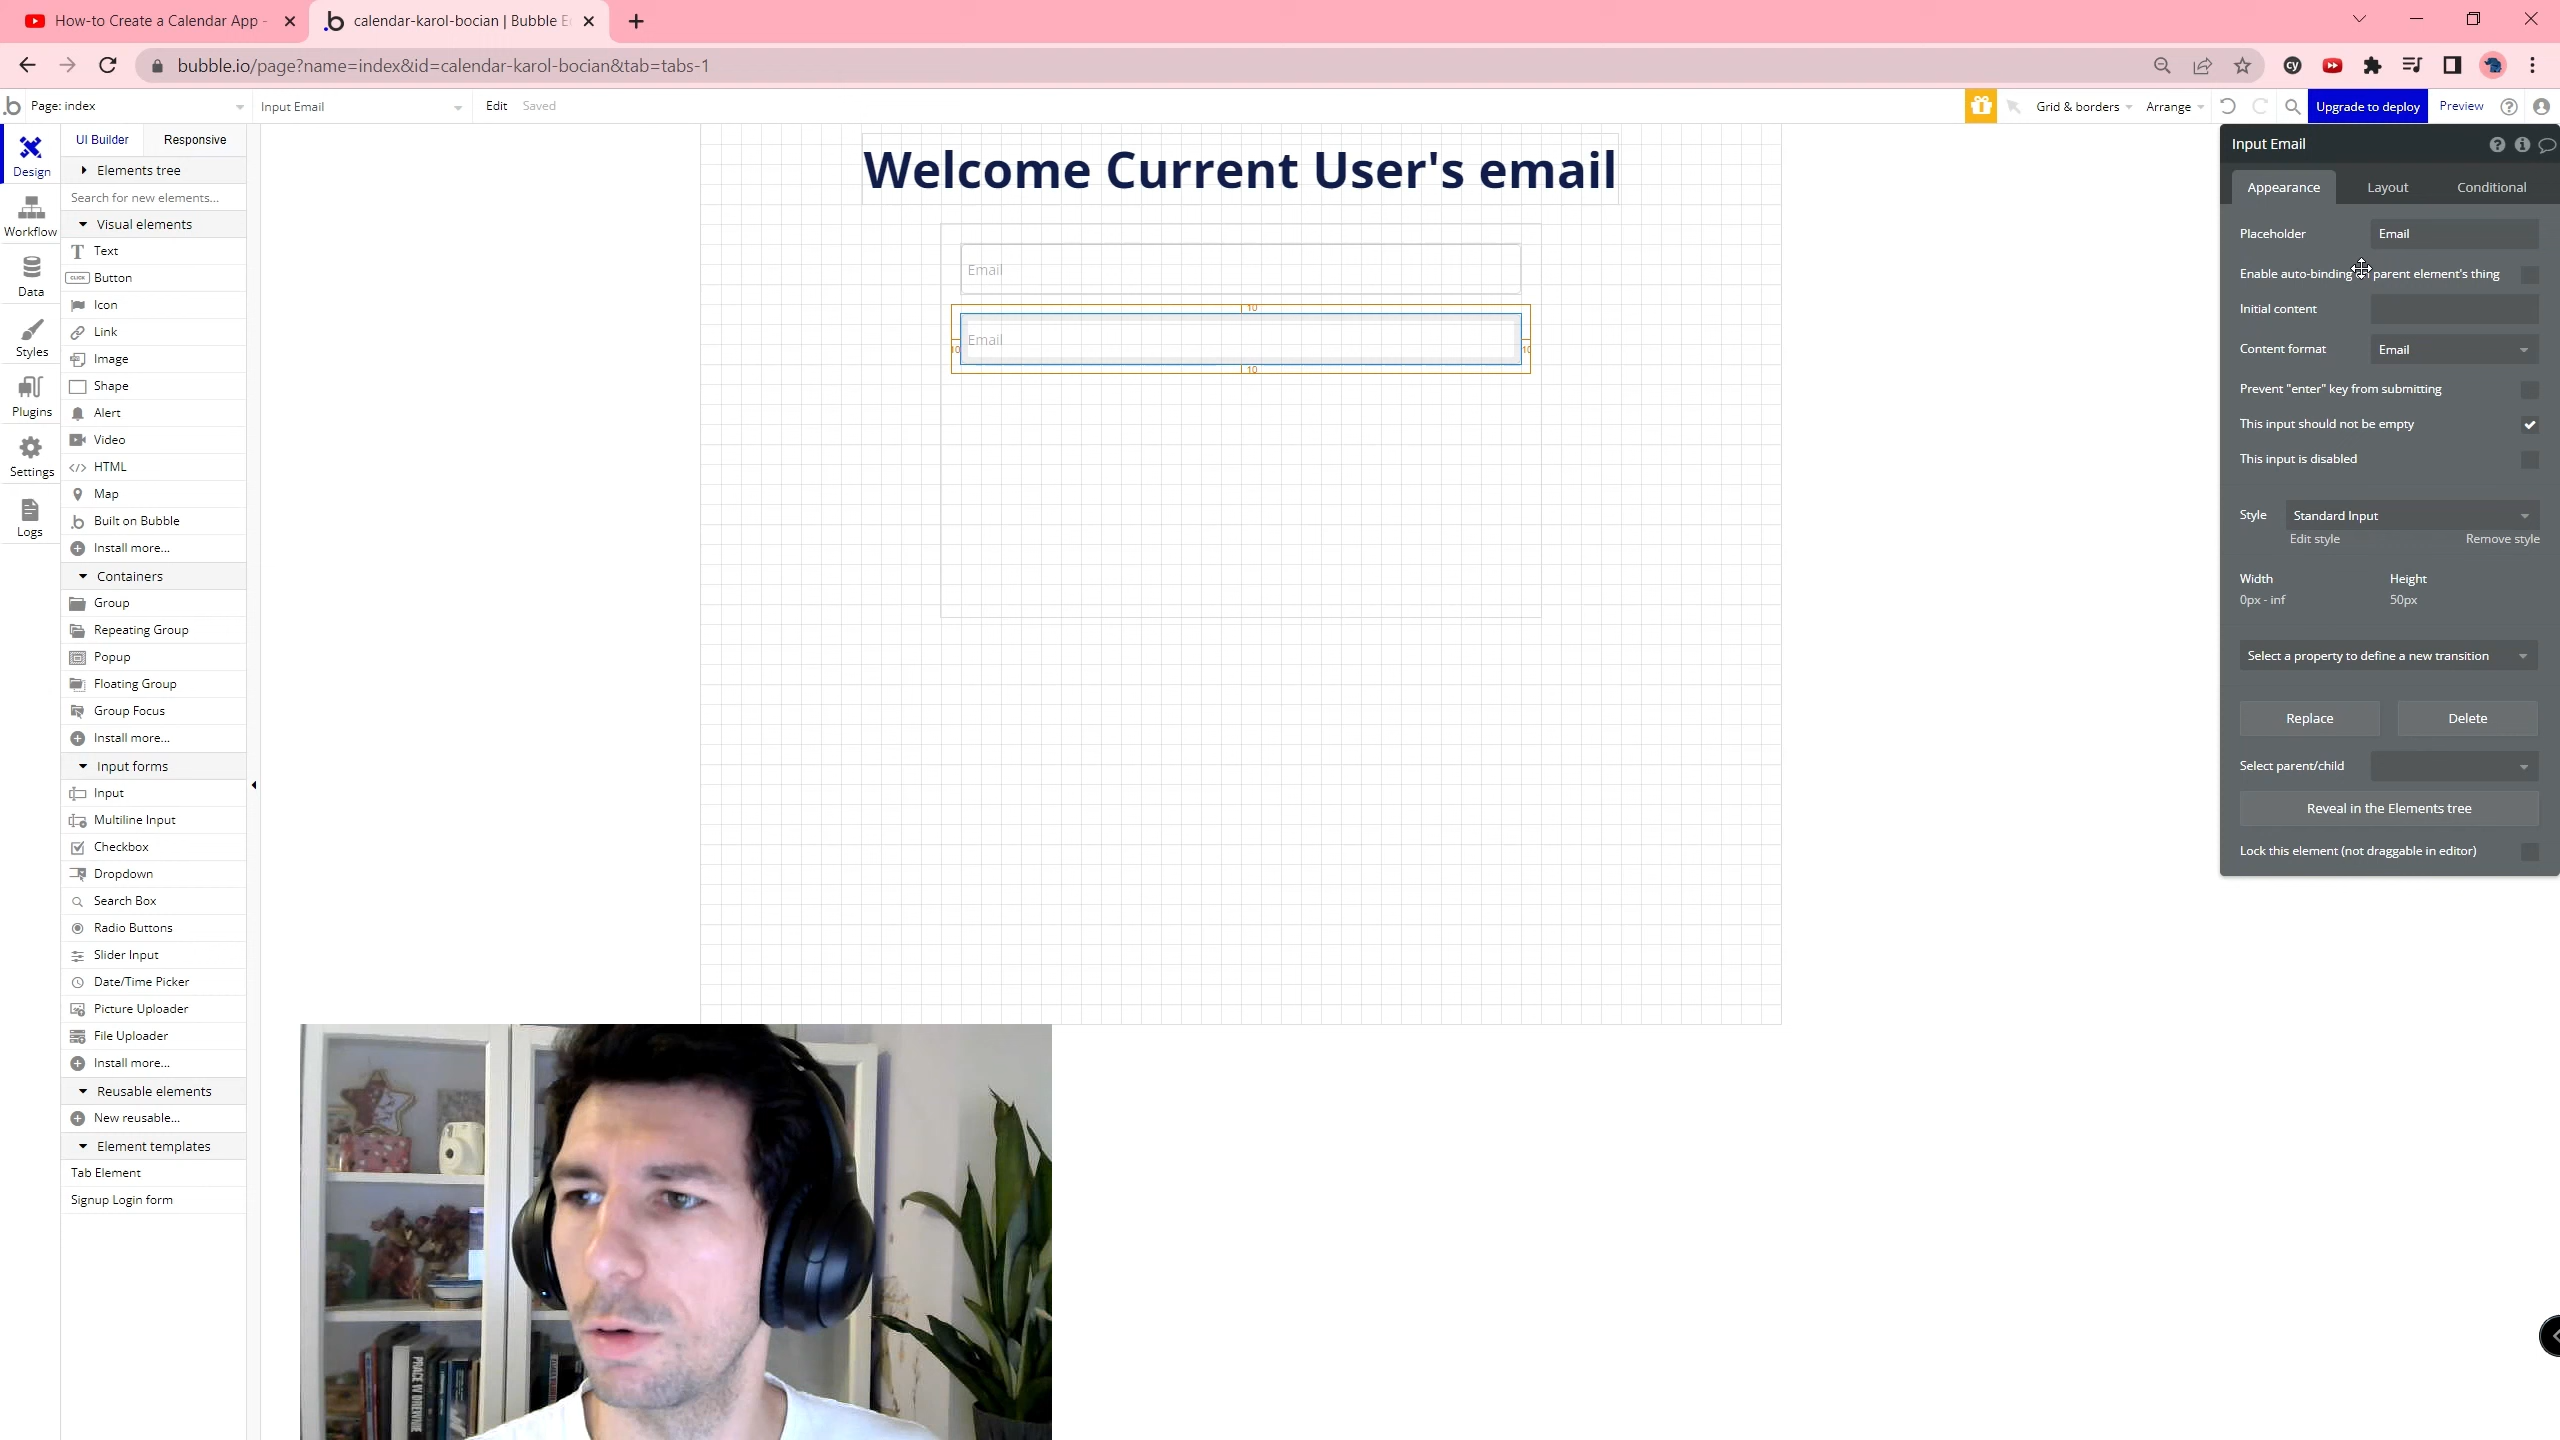 How-to Create a Calendar App -
calendar-karol-bocian | Bubble E
bubble.io/page?name=index&id=calendar-karol-bocian&tab=tabs-1
Page: index
Input Email
Edit
Saved
Grid & borders
Arrange
Upgrade to deploy
Preview
Design
Workflow
Data
Styles
Plugins
Settings
Logs
UI Builder
Responsive
Elements tree
Search for new elements...
Visual elements
Text
CLICK
Button
Icon
Link
Image
Shape
Alert
Video
HTML
Map
Built on Bubble
Install more...
Containers
Group
Repeating Group
Popup
Floating Group
Group Focus
Install more...
Input forms
Input
Multiline Input
Checkbox
Dropdown
Search Box
Radio Buttons
Slider Input
Date/Time Picker
Picture Uploader
File Uploader
Install more...
Reusable elements
New reusable...
Element templates
Tab Element
Signup Login form
Welcome Current User's email
Email
10
Email
10
10
10
Input Email
Appearance
Layout
Conditional
Placeholder
Email
Enable auto-binding on parent element's thing
Initial content
Content format
Email
Prevent "enter" key from submitting
This input should not be empty
This input is disabled
Style
Standard Input
Edit style
Remove style
Width
Height
0px - inf
50px
Select a property to define a new transition
Replace
Delete
Select parent/child
Reveal in the Elements tree
Lock this element (not draggable in editor)